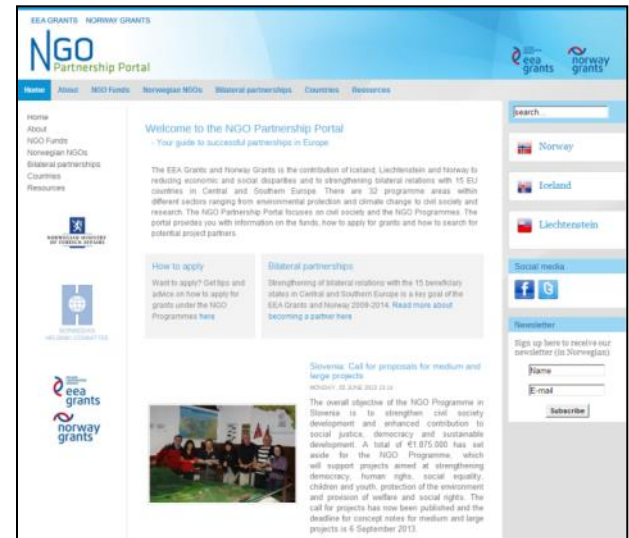 EEA GRANTS   NORWAY GRANTS
NGO
Partnership Portal
eea
grants
norway
grants
Home   About   NGO Funds   Norwegian NGOs   Bilateral partnerships   Countries   Resources
Home
About
NGO Funds
Norwegian NGOs
Bilateral partnerships
Countries
Resources
NORWEGIAN MINISTRY
OF FOREIGN AFFAIRS
NORWEGIAN
HELSINKI COMMITTEE
eea
grants
norway
grants
Welcome to the NGO Partnership Portal
- Your guide to successful partnerships in Europe
The EEA Grants and Norway Grants is the contribution of Iceland, Liechtenstein and Norway to
reducing economic and social disparities and to strengthening bilateral relations with 15 EU
countries in Central and Southern Europe. There are 32 programme areas within
different sectors ranging from environmental protection and climate change to civil society and
research. The NGO Partnership Portal focuses on civil society and the NGO Programmes. The
portal provides you with information on the funds, how to apply for grants and how to search for
potential project partners.
How to apply
Want to apply? Get tips and
advice on how to apply for
grants under the NGO
Programmes here
Bilateral partnerships
Strengthening of bilateral relations with the 15 beneficiary
states in Central and Southern Europe is a key goal of the
EEA Grants and Norway 2009-2014. Read more about
becoming a partner here
Slovenia: Call for proposals for medium and
large projects
MONDAY, JUNE 2013
The overall objective of the NGO Programme in
Slovenia is to strengthen civil society
development and enhanced contribution to
social justice, democracy and sustainable
development. A total of €1.875.000 has set
aside for the NGO Programme, which
will support projects aimed at strengthening
democracy, human righs, social equality,
children and youth, protection of the environment
and provision of welfare and social rights. The
call for projects has now been published and the
deadline for concept notes for medium and large
projects is 6 September 2013.
search...
Norway
Iceland
Liechtenstein
Social media
Newsletter
Sign up here to receive our
newsletter (in Norwegian)
Name
E-mail
Subscribe